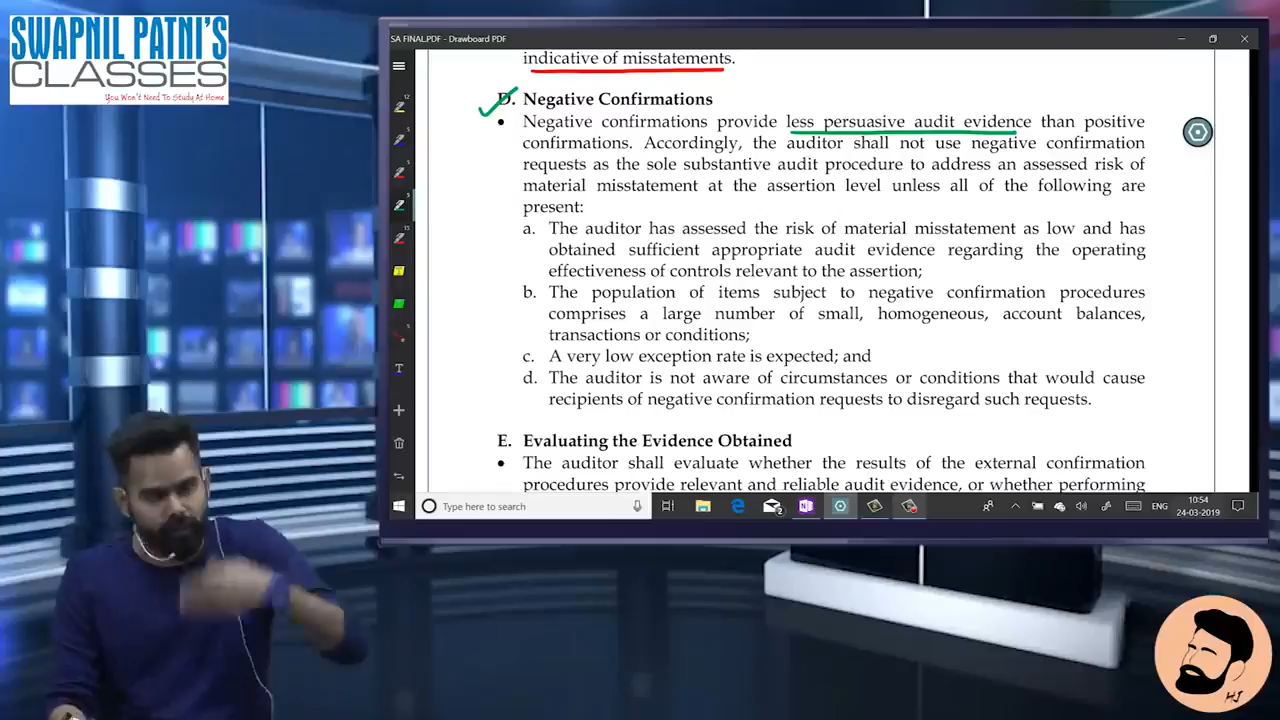 SWAPNIL PATNI'S
CLASSES
You Won't Need To Study At Home
SA FINAL.PDF - Drawboard PDF
indicative of misstatements.
D. Negative Confirmations
• Negative confirmations provide less persuasive audit evidence than positive
confirmations. Accordingly, the auditor shall not use negative confirmation
requests as the sole substantive audit procedure to address an assessed risk of
material misstatement at the assertion level unless all of the following are
present:
a. The auditor has assessed the risk of material misstatement as low and has
obtained sufficient appropriate audit evidence regarding the operating
effectiveness of controls relevant to the assertion;
b. The population of items subject to negative confirmation procedures
comprises a large number of small, homogeneous, account balances,
transactions or conditions;
c. A very low exception rate is expected; and
d. The auditor is not aware of circumstances or conditions that would cause
recipients of negative confirmation requests to disregard such requests.
E. Evaluating the Evidence Obtained
• The auditor shall evaluate whether the results of the external confirmation
procedures provide relevant and reliable audit evidence, or whether performing
Type here to search
2
ENG
10:54
24-03-2019
HJ